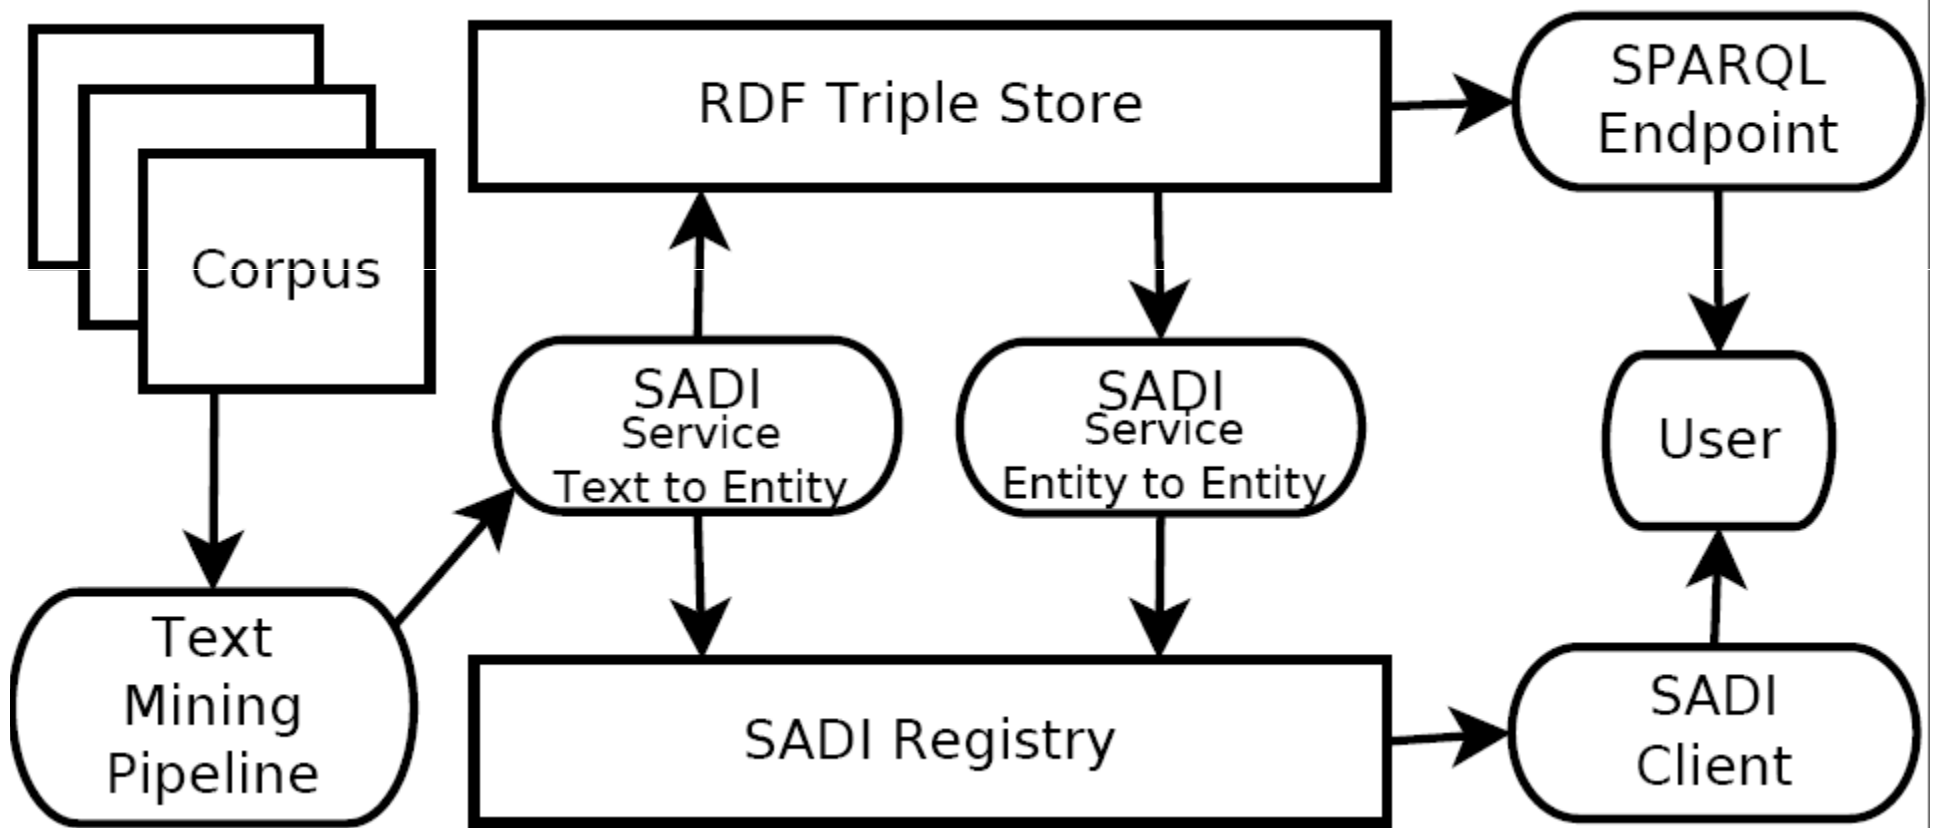 RDF Triple Store
SPARQL
Endpoint
Corpus
SADI
Service
Text to Entity
SADI
Service
Entity to Entity
User
Text
Mining
Pipeline
SADI Registry
SADI
Client